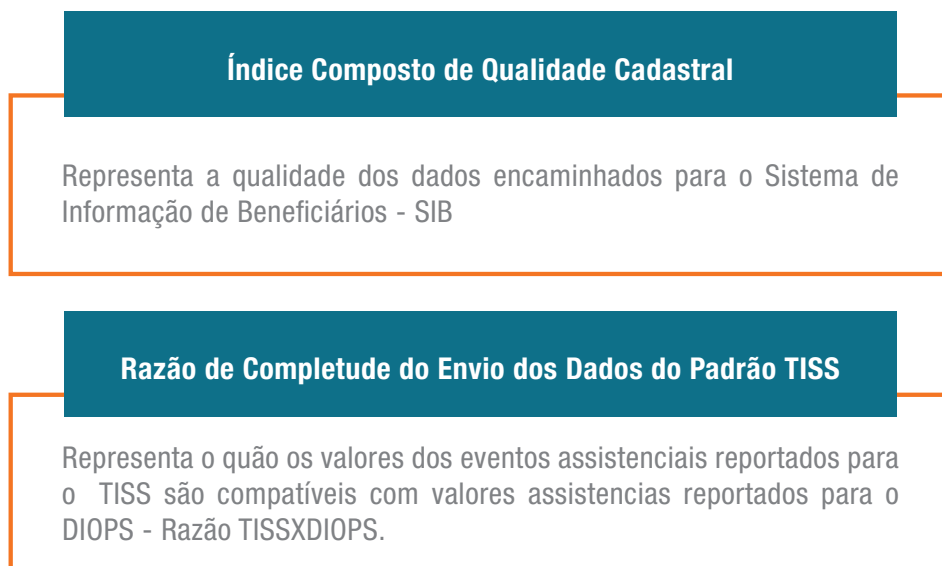 Índice Composto de Qualidade Cadastral
Representa a qualidade dos dados encaminhados para o Sistema de
Informação de Beneficiários - SIB
Razão de Completude do Envio dos Dados do Padrão TISS
Representa o quão os valores dos eventos assistenciais reportados para
o TISS são compatíveis com valores assistencias reportados para o
DIOPS - Razão TISSXDIOPS.